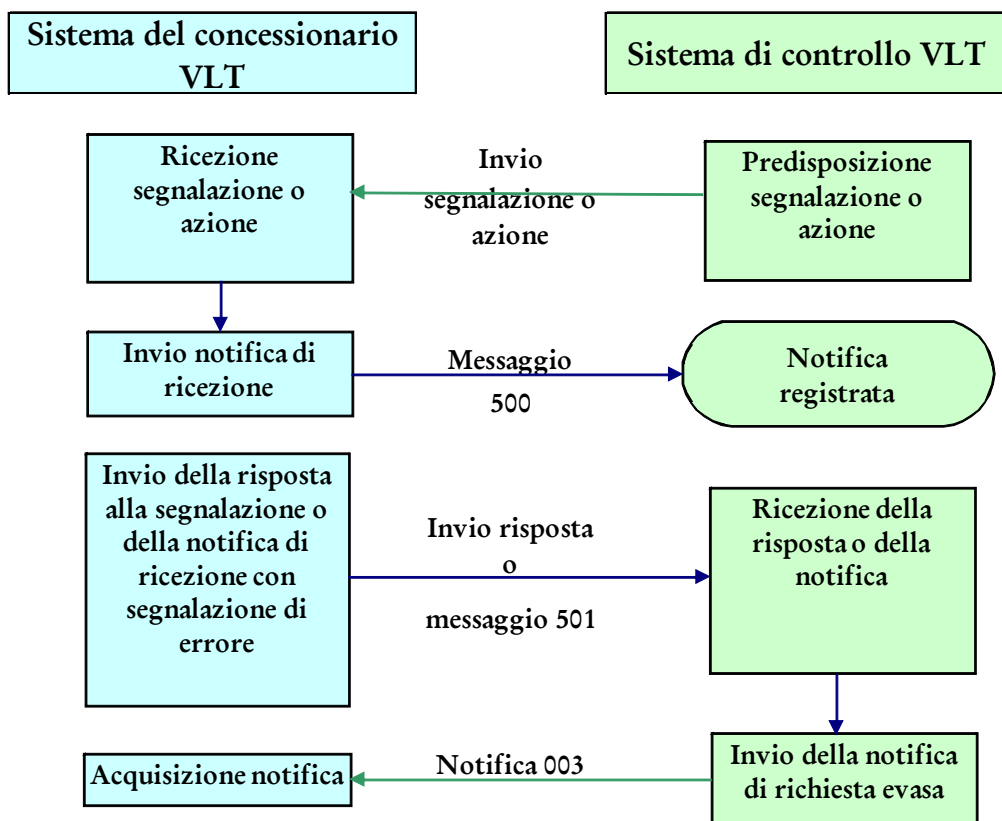 Sistema del concessionario
VLT
Sistema di controllo VLT
Ricezione
segnalazione o
azione
Invio
segnalazione o
azione
Predisposizione
segnalazione o
azione
Invio notifica di
ricezione
Messaggio
500
Notifica
registrata
Invio della risposta
alla segnalazione o
della notifica di
ricezione con
segnalazione di
errore
Invio risposta
o
messaggio 501
Ricezione della
risposta o della
notifica
Acquisizione notifica
Notifica 003
Invio della notifica
di richiesta evasa